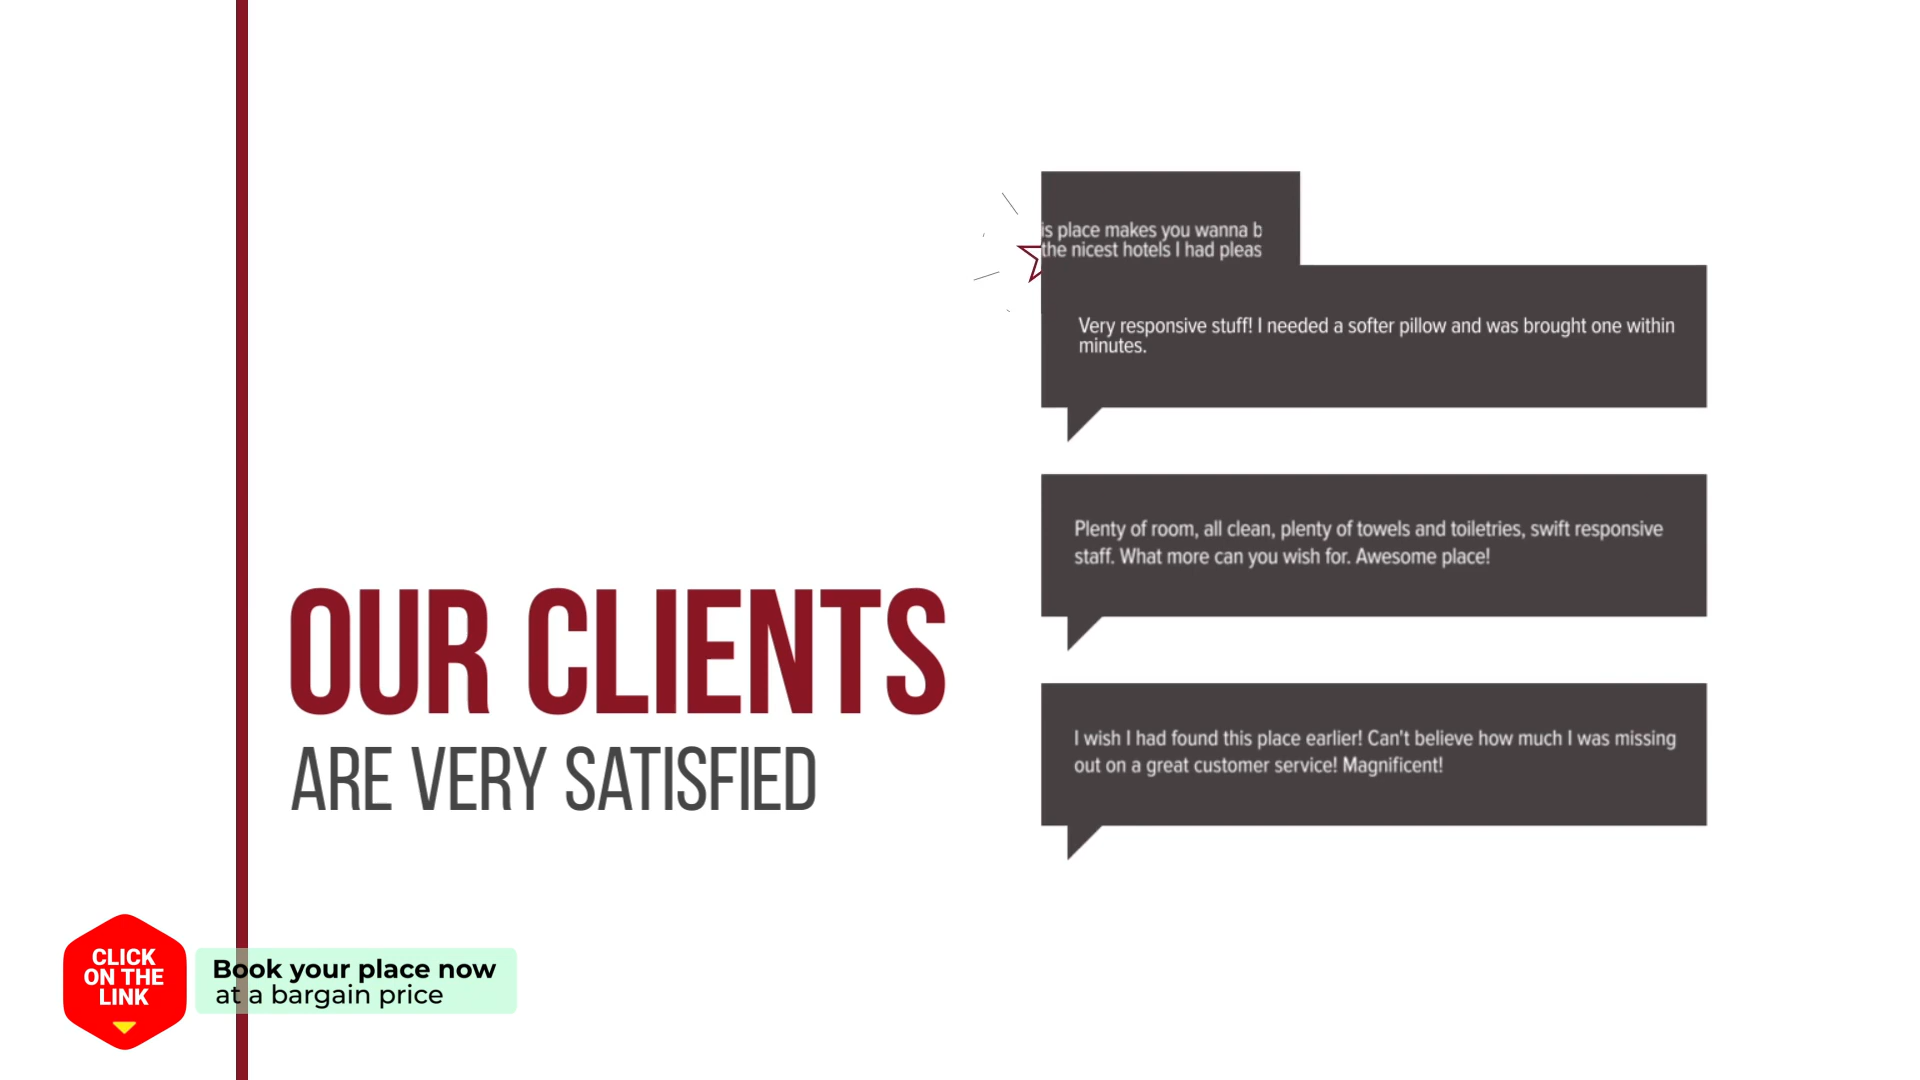 is place makes you wanna
the nicest hotels I had
Very responsive stuff! I needed a softer pillow and was brought one within
minutes.
Plenty of room, all clean, plenty of towels and toiletries, swift responsive
staff. What more can you wish for. Awesome place!
I wish I had found this place earlier! Can't believe how much I was missing
out on a great customer service! Magnificent!
OUR CLIENTS
ARE VERY SATISFIED
CLICK
ON THE
LINK
Book your place now
at a bargain price